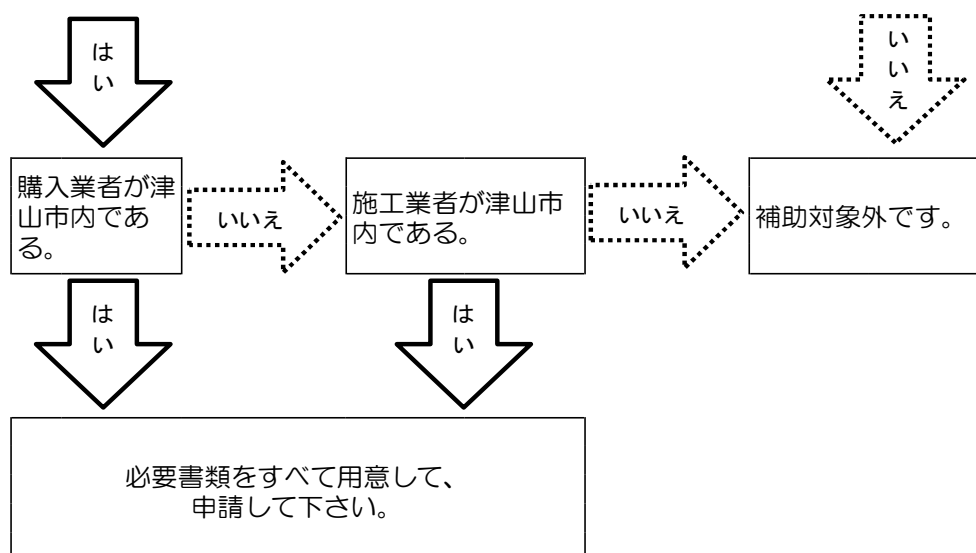 は
い
い
い
え
購入業者が津
山市内であ
る。
いいえ
施工業者が津山市
内である。
いいえ
補助対象外です。
は
い
は
い
必要書類をすべて用意して、
申請して下さい。